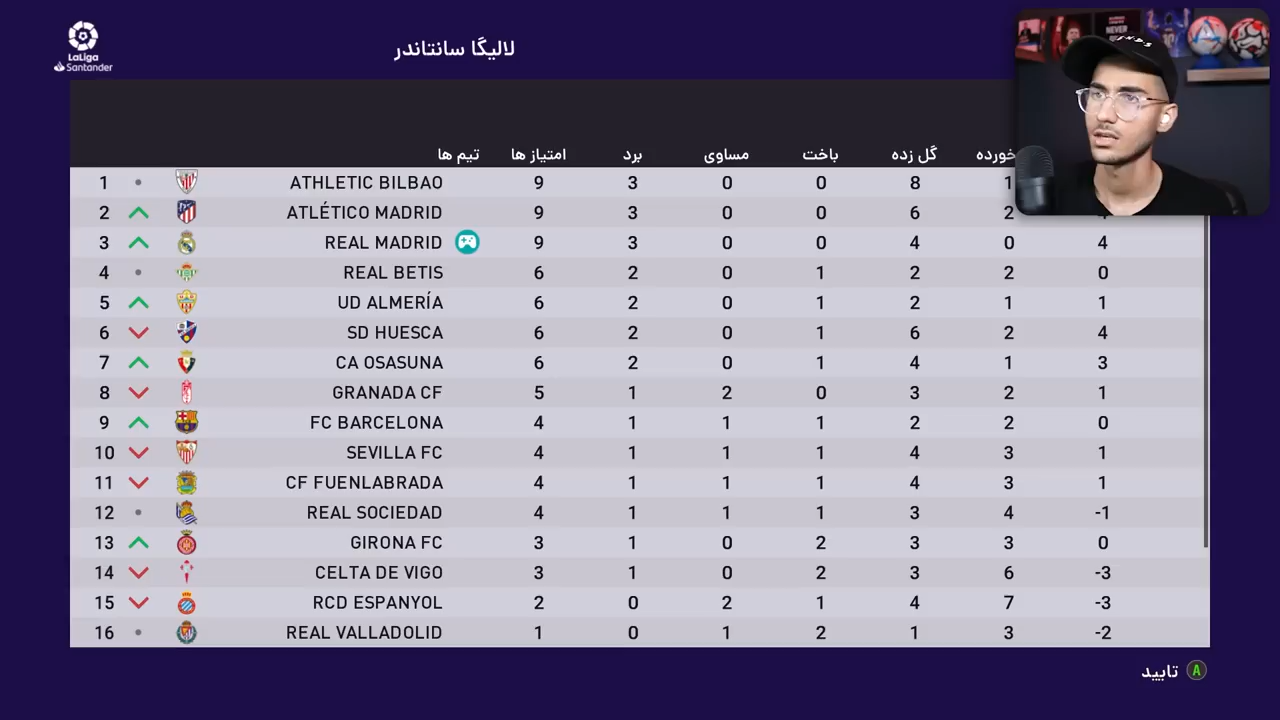 LaLiga
Santander
لالیگا سانتاندر
NEVER
تیم ها امتیاز ها برد مساوی باخت گل زده خورده
1 ATHLETIC BILBAO 9 3 0 0 8 1
2 ATLÉTICO MADRID 9 3 0 0 6 2
3 REAL MADRID 9 3 0 0 4 0 4
4 REAL BETIS 6 2 0 1 2 2 0
5 UD ALMERÍA 6 2 0 1 2 1 1
6 SD HUESCA 6 2 0 1 6 2 4
7 CA OSASUNA 6 2 0 1 4 1 3
8 GRANADA CF 5 1 2 0 3 2 1
9 FC BARCELONA 4 1 1 1 2 2 0
10 SEVILLA FC 4 1 1 1 4 3 1
11 CF FUENLABRADA 4 1 1 1 4 3 1
12 REAL SOCIEDAD 4 1 1 1 3 4 -1
13 GIRONA FC 3 1 0 2 3 3 0
14 CELTA DE VIGO 3 1 0 2 3 6 -3
15 RCD ESPANYOL 2 0 2 1 4 7 -3
16 REAL VALLADOLID 1 0 1 2 1 3 -2
تایید A